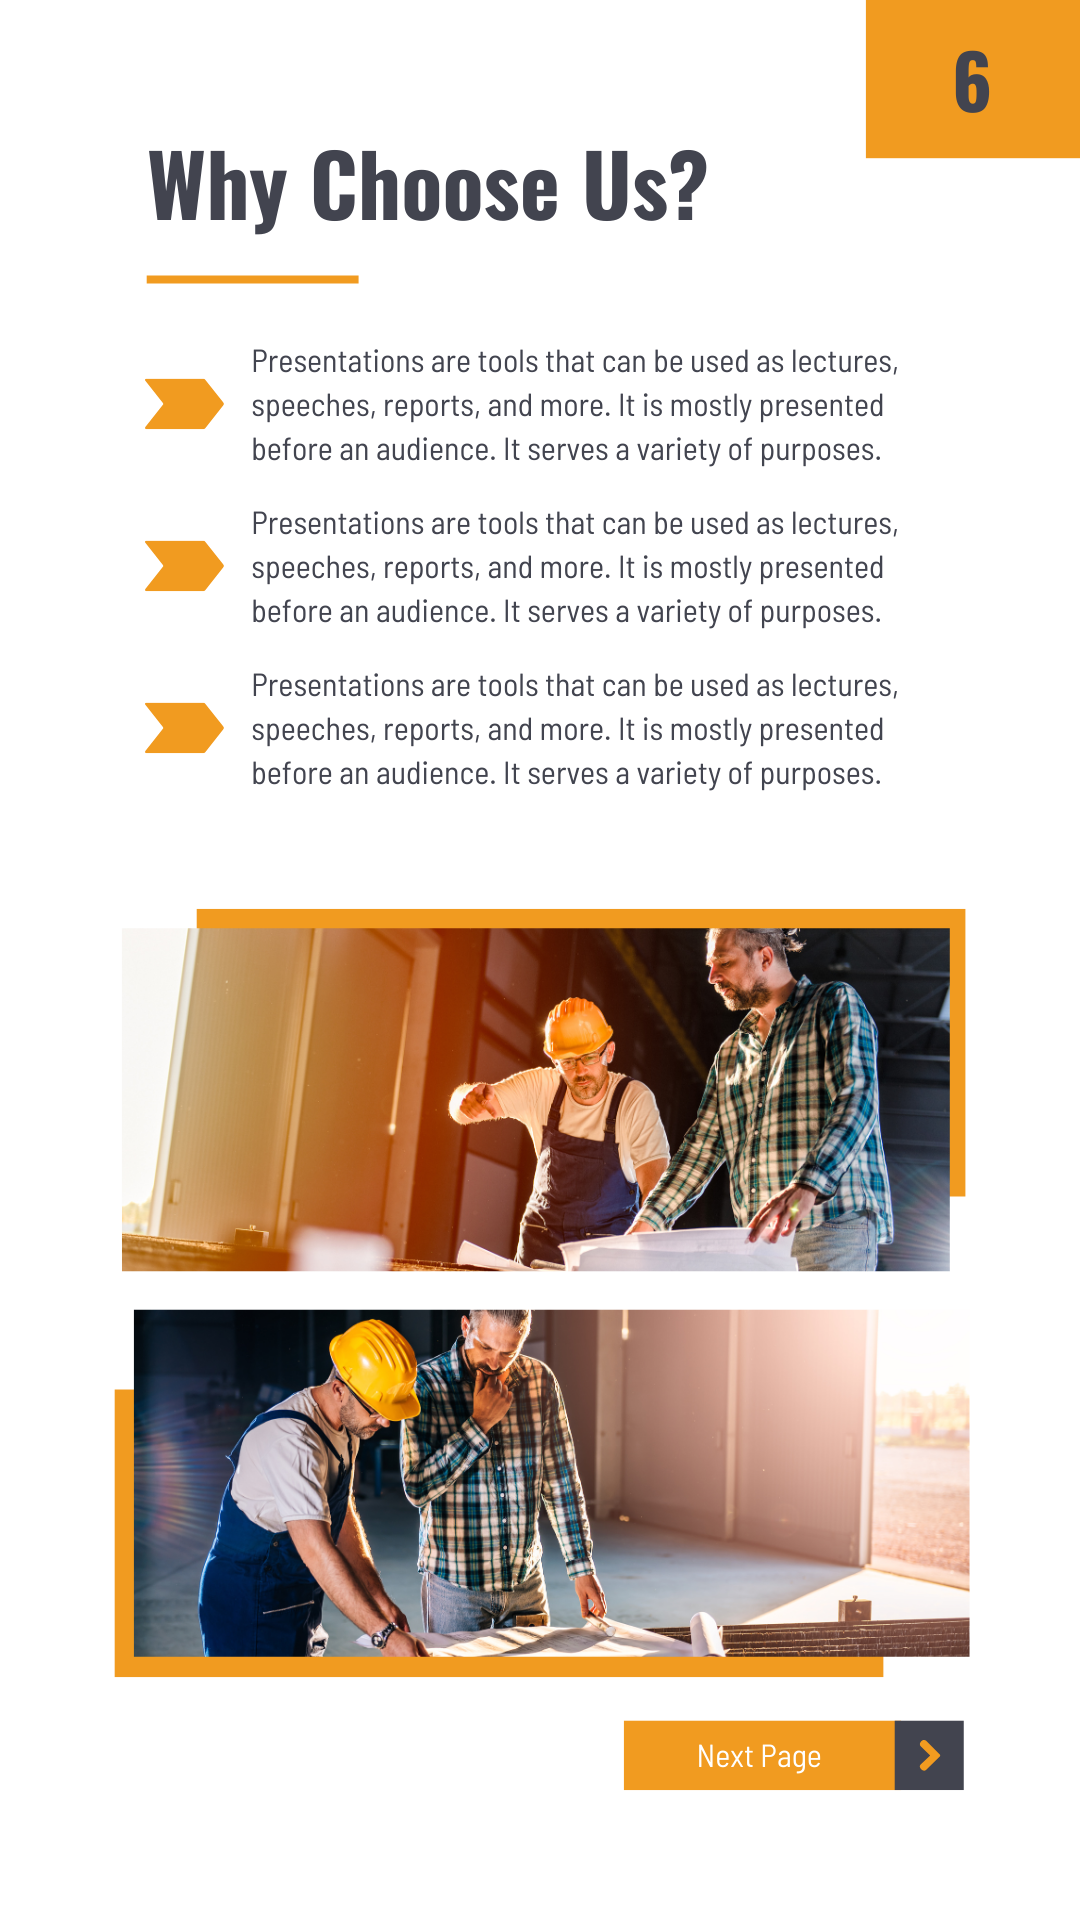 6
Why Choose Us?
Presentations are tools that can be used as lectures,
speeches, reports, and more. It is mostly presented
before an audience. It serves a variety of purposes.
Presentations are tools that can be used as lectures,
speeches, reports, and more. It is mostly presented
before an audience. It serves a variety of purposes.
Presentations are tools that can be used as lectures,
speeches, reports, and more. It is mostly presented
before an audience. It serves a variety of purposes.
Next Page